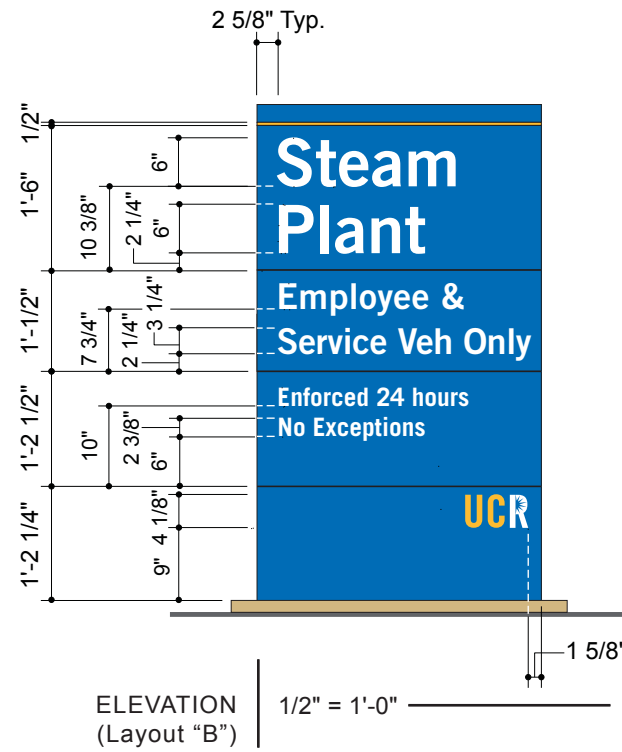 2 5/8" Typ.
1/2"
1'-6"
6"
10 3/8"
2 1/4"
6"
Steam
Plant
1'-1/2"
7 3/4"
3 1/4"
2 1/4"
Employee &
Service Veh Only
1'-2 1/2"
10"
2 3/8"
6"
Enforced 24 hours
No Exceptions
1'-2 1/4"
4 1/8"
9"
UCR
1 5/8"
ELEVATION
(Layout “B”)
1/2" = 1'-0"